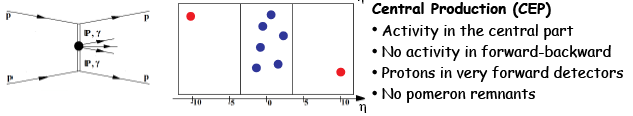 Central Production (CEP)
• Activity in the central part
• No activity in forward-backward
• Protons in very forward detectors
• No pomeron remnants
p p
IP, γ
IP, γ
p p
-10 -5 0 5 10 η